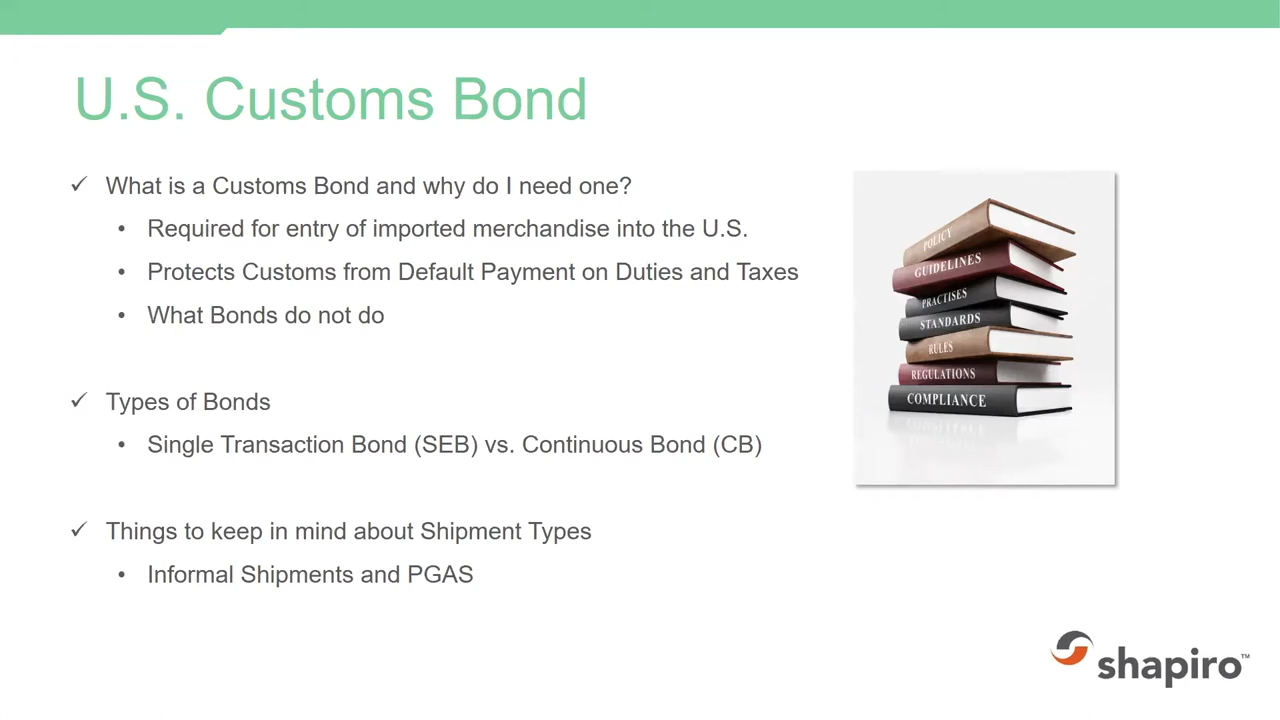 U.S. Customs Bond
✓ What is a Customs Bond and why do I need one?
• Required for entry of imported merchandise into the U.S.
• Protects Customs from Default Payment on Duties and Taxes
• What Bonds do not do
✓ Types of Bonds
• Single Transaction Bond (SEB) vs. Continuous Bond (CB)
✓ Things to keep in mind about Shipment Types
• Informal Shipments and PGAS
POLICY
GUIDELINES
PRACTISES
STANDARDS
RULES
REGULATIONS
COMPLIANCE
shapiro™